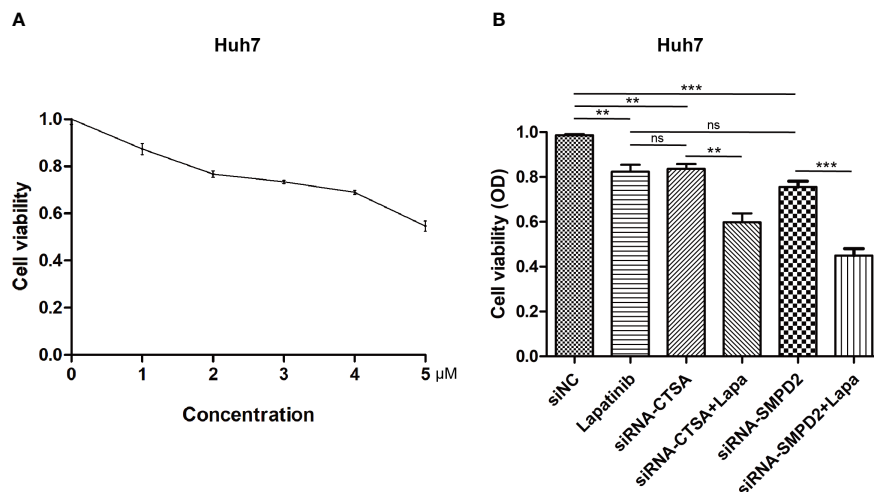 A
Huh7
Cell viability
1.0
0.8
0.6
0.4
0.2
0.0
0 1 2 3 4 5 μM
Concentration
B
Huh7
Cell viability (OD)
1.0
0.8
0.6
0.4
0.2
0.0
***
**
**
ns
ns
**
***
siNC
Lapatinib
siRNA-CTSA
siRNA-CTSA+Lapa
siRNA-SMPD2
siRNA-SMPD2+Lapa